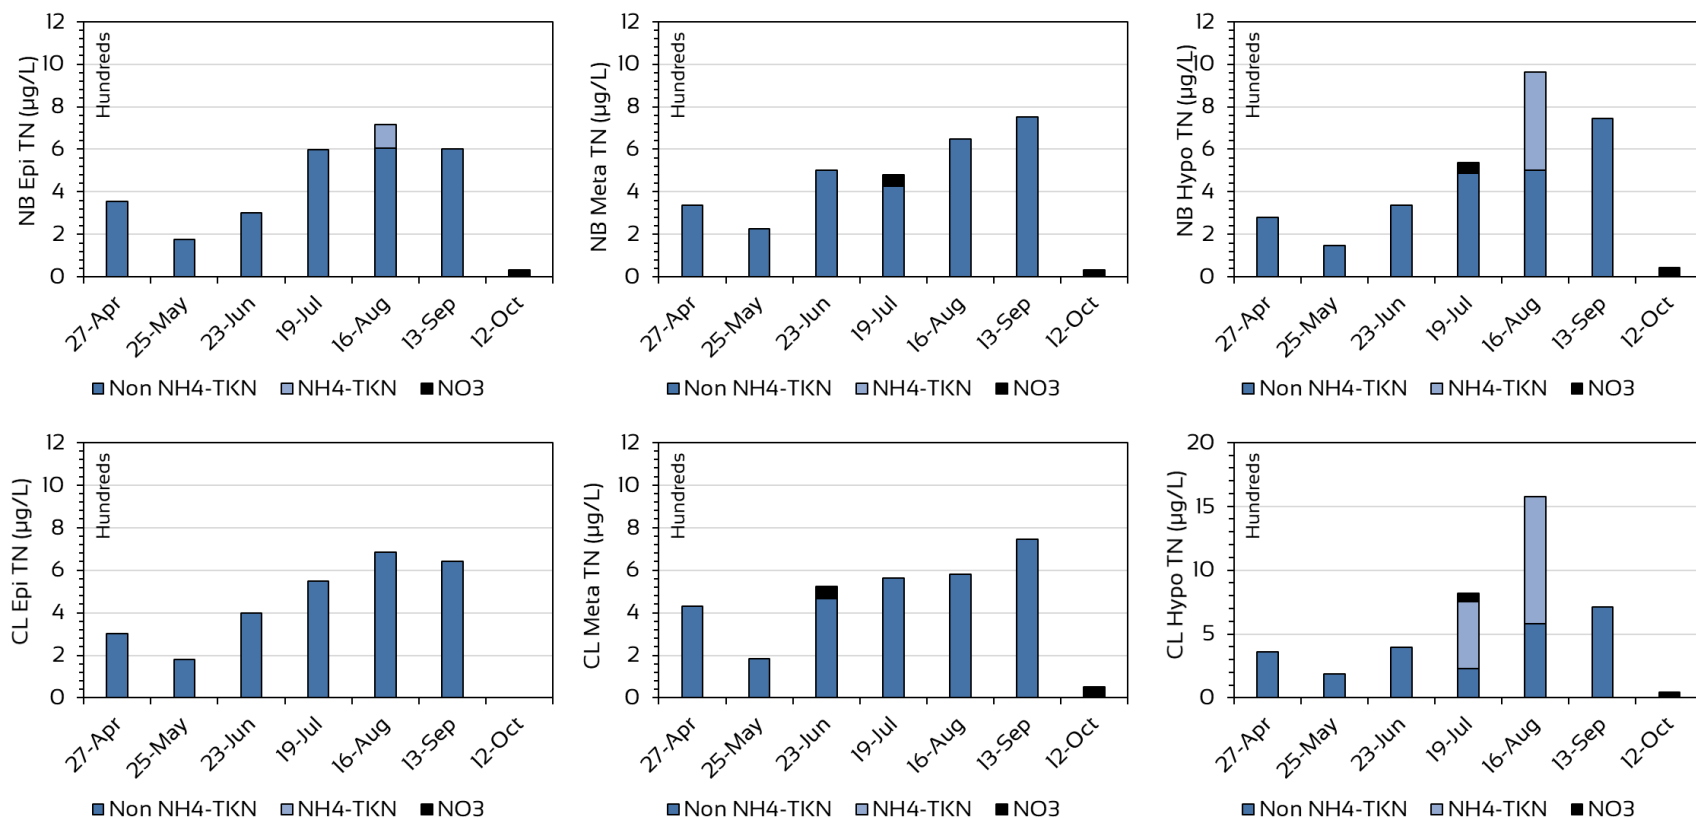 NB Epi TN (µg/L)
Hundreds
12
10
8
6
4
2
0
27-Apr
25-May
23-Jun
19-Jul
16-Aug
13-Sep
12-Oct
Non NH4-TKN NH4-TKN NO3
NB Meta TN (µg/L)
Hundreds
12
10
8
6
4
2
0
27-Apr
25-May
23-Jun
19-Jul
16-Aug
13-Sep
12-Oct
Non NH4-TKN NH4-TKN NO3
NB Hypo TN (µg/L)
Hundreds
12
10
8
6
4
2
0
27-Apr
25-May
23-Jun
19-Jul
16-Aug
13-Sep
12-Oct
Non NH4-TKN NH4-TKN NO3
CL Epi TN (µg/L)
Hundreds
12
10
8
6
4
2
0
27-Apr
25-May
23-Jun
19-Jul
16-Aug
13-Sep
12-Oct
Non NH4-TKN NH4-TKN NO3
CL Meta TN (µg/L)
Hundreds
12
10
8
6
4
2
0
27-Apr
25-May
23-Jun
19-Jul
16-Aug
13-Sep
12-Oct
Non NH4-TKN NH4-TKN NO3
CL Hypo TN (µg/L)
Hundreds
20
15
10
5
0
27-Apr
25-May
23-Jun
19-Jul
16-Aug
13-Sep
12-Oct
Non NH4-TKN NH4-TKN NO3